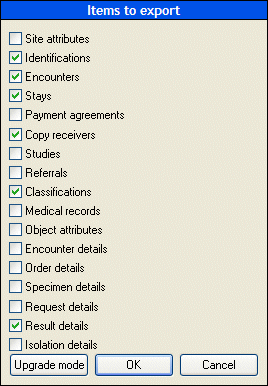 Items to export
Site attributes
Identifications
Encounters
Stays
Payment agreements
Copy receivers
Studies
Referrals
Classifications
Medical records
Object attributes
Encounter details
Order details
Specimen details
Request details
Result details
Isolation details
Upgrade mode OK Cancel